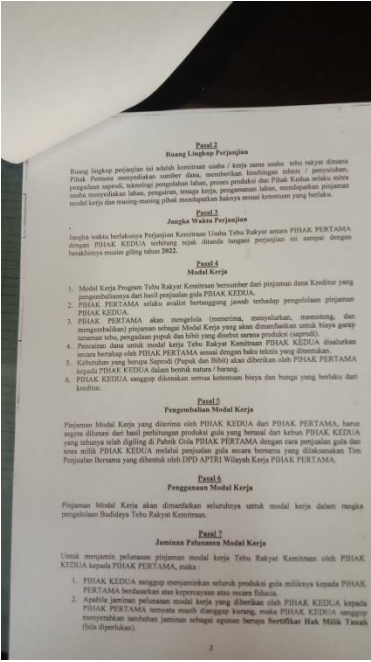 Pasal 2
Ruang Lingkup Perjanjian
Ruang lingkup perjanjian ini adalah kemitraan usaha / kerja sama usaha tebu rakyat dimana
Pihak Pertama menyediakan sumber dana, memberikan bimbingan teknis / penyuluhan,
pengadaan saprodi, teknologi pengolahan lahan, proses produksi dan Pihak Kedua selaku mitra
usaha menyediakan lahan, pengairan, tenaga kerja, pengamanan lahan, mendapatkan pinjaman
modal kerja dan masing-masing pihak mendapatkan haknya sesuai ketentuan yang berlaku.
Pasal 3
Jangka Waktu Perjanjian
Jangka waktu berlakunya Perjanjian Kemitraan Usaha Tebu Rakyat antara PIHAK PERTAMA
dengan PIHAK KEDUA terhitung sejak ditanda tangani perjanjian ini sampai dengan
berakhirnya musim giling tahun 2022.
Pasal 4
Modal Kerja
1. Modal Kerja Program Tebu Rakyat Kemitraan bersumber dari pinjaman dana Kreditur yang
pengembaliannya dari hasil penjualan gula PIHAK KEDUA.
2. PIHAK PERTAMA selaku avalist bertanggung jawab terhadap pengelolaan pinjaman
PIHAK KEDUA.
3. PIHAK PERTAMA akan mengelola (menerima, menyalurkan, memotong, dan
mengembalikan) pinjaman sebagai Modal Kerja yang akan dimanfaatkan untuk biaya garap
tanaman tebu, pengadaan pupuk dan bibit yang disebut sarana produksi (saprodi).
4. Pencairan dana untuk modal kerja Tebu Rakyat Kemitraan PIHAK KEDUA disalurkan
secara bertahap oleh PIHAK PERTAMA sesuai dengan baku teknis yang ditentukan.
5. Kebutuhan yang berupa Saprodi (Pupuk dan Bibit) akan diberikan oleh PIHAK PERTAMA
kepada PIHAK KEDUA dalam bentuk natura / barang.
6. PIHAK KEDUA sanggup dikenakan semua ketentuan biaya dan bunga yang berlaku dari
kreditur.
Pasal 5
Pengembalian Modal Kerja
Pinjaman Modal Kerja yang diterima oleh PIHAK KEDUA dari PIHAK PERTAMA, harus
segera dilunasi dari hasil perhitungan produksi gula yang berasal dari kebun PIHAK KEDUA
yang tebunya telah digiling di Pabrik Gula PIHAK PERTAMA dengan cara penjualan gula dan
tetes milik PIHAK KEDUA melalui penjualan gula secara bersama yang dilaksanakan Tim
Penjualan Bersama yang dibentuk oleh DPD APTRI Wilayah Kerja PIHAK PERTAMA.
Pasal 6
Penggunaan Modal Kerja
Pinjaman Modal Kerja akan dimanfaatkan seluruhnya untuk modal kerja dalam rangka
pengelolaan Budidaya Tebu Rakyat Kemitraan.
Pasal 7
Jaminan Pelunasan Modal Kerja
Untuk menjamin pelunasan pinjaman modal kerja Tebu Rakyat Kemitraan oleh PIHAK
KEDUA kepada PIHAK PERTAMA, maka :
1. PIHAK KEDUA sanggup menjaminkan seluruh produksi gula miliknya kepada PIHAK
PERTAMA berdasarkan atas kepercayaan atau secara fiducia.
2. Apabila jaminan pelunasan modal kerja yang diberikan oleh PIHAK KEDUA kepada
PIHAK PERTAMA ternyata masih dianggap kurang, maka PIHAK KEDUA sanggup
menyerahkan tambahan jaminan sebagai agunan berupa Sertifikat Hak Milik Tanah
(bila diperlukan).
2